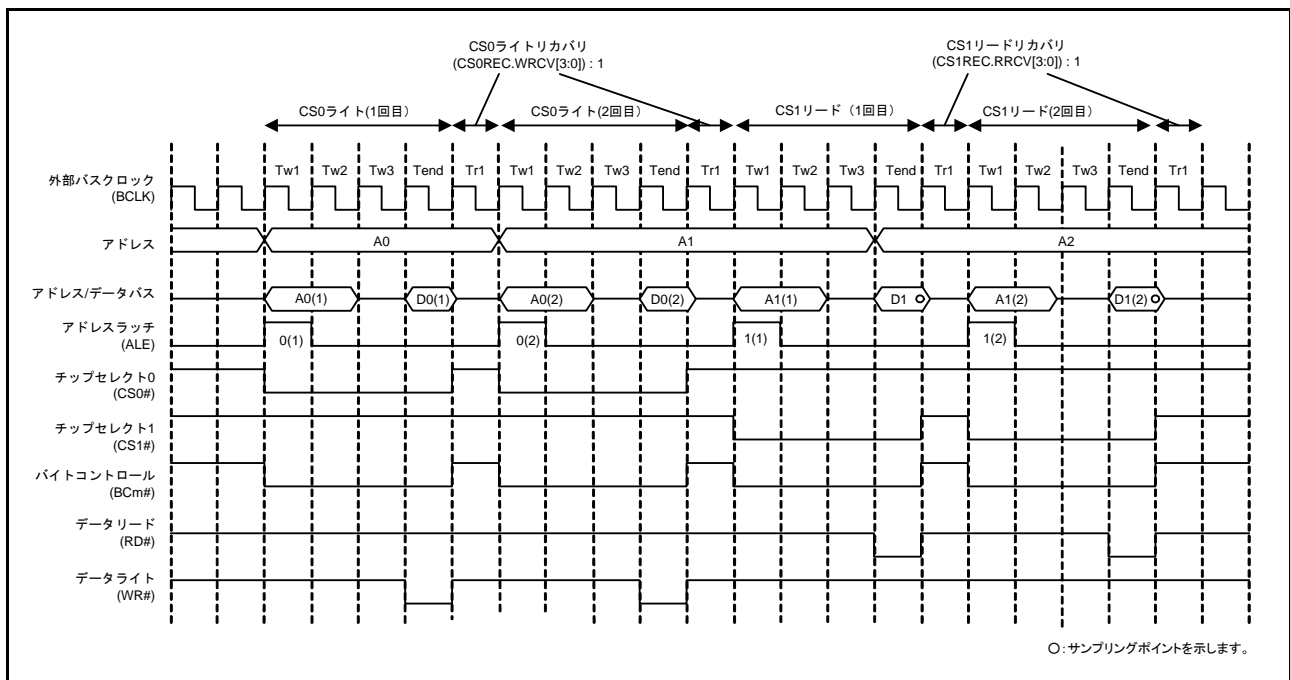 CS0ライトリカバリ
(CS0REC.WRCV[3:0]) : 1
CS1リードリカバリ
(CS1REC.RRCV[3:0]) : 1
CS0ライト(1回目)
CS0ライト(2回目)
CS1リード (1回目)
CS1リード(2回目)
Tw1 Tw2 Tw3 Tend Tr1 Tw1 Tw2 Tw3 Tend Tr1 Tw1 Tw2 Tw3 Tend Tr1 Tw1 Tw2 Tw3 Tend Tr1
外部バスクロック
(BCLK)
アドレス A0 A1 A2
アドレス/データバス A0(1) D0(1) A0(2) D0(2) A1(1) D1 A1(2) D1(2)
アドレスラッチ
(ALE)
0(1) 0(2) 1(1) 1(2)
チップセレクト0
(CS0#)
チップセレクト1
(CS1#)
バイトコントロール
(BCm#)
データリード
(RD#)
データライト
(WR#)
○:サンプリングポイントを示します。